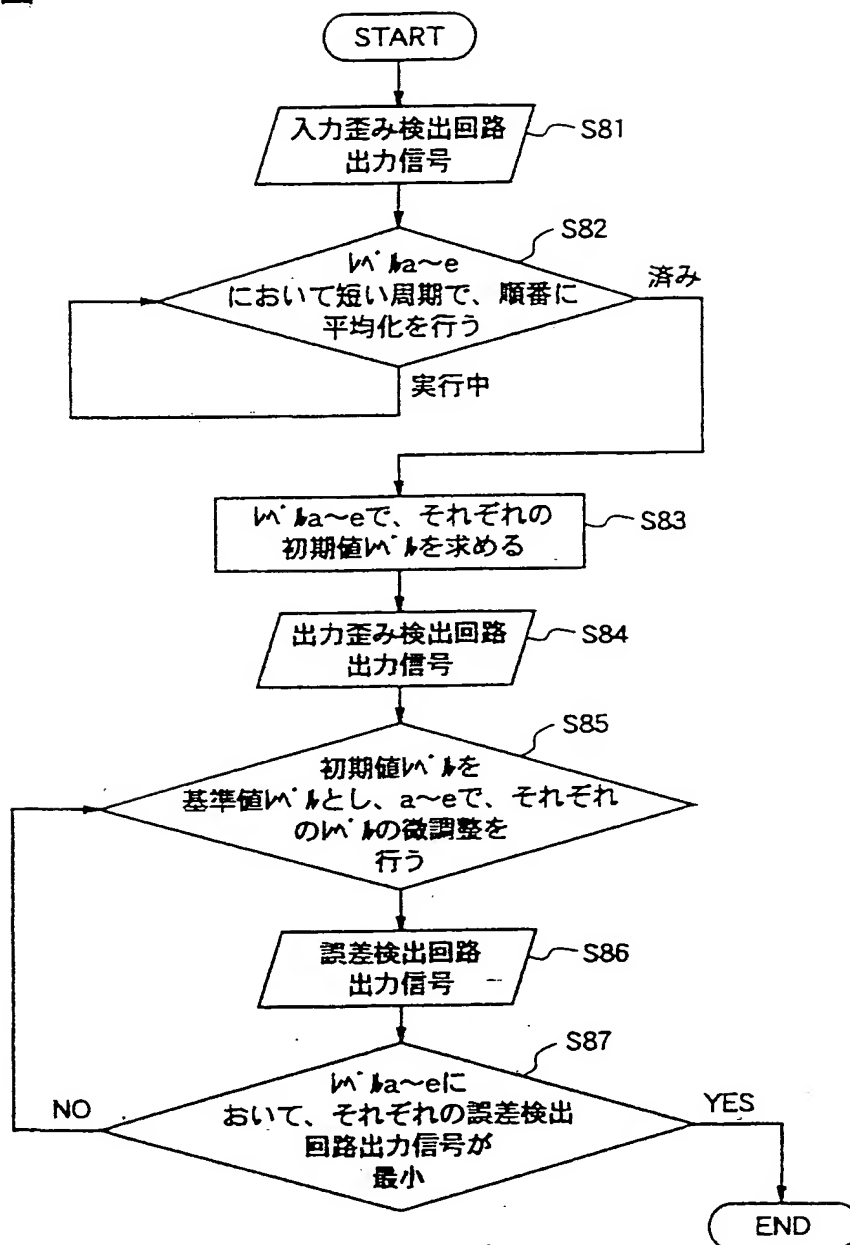 START
入力歪み検出回路
出力信号
S81
S82
ﾚﾍﾞﾙa～e
において短い周期で、順番に
平均化を行う
済み
実行中
ﾚﾍﾞﾙa～eで、それぞれの
初期値ﾚﾍﾞﾙを求める
S83
出力歪み検出回路
出力信号
S84
S85
初期値ﾚﾍﾞﾙを
基準値ﾚﾍﾞﾙとし、a～eで、それぞれ
のﾚﾍﾞﾙの微調整を
行う
誤差検出回路
出力信号
S86
S87
ﾚﾍﾞﾙa～eに
おいて、それぞれの誤差検出
回路出力信号が
最小
NO
YES
END